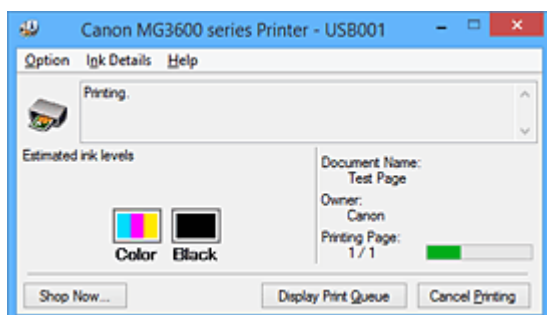 Canon MG3600 series Printer - USB001
Option Ink Details Help
Printing.
Estimated ink levels
Color Black
Document Name:
Test Page
Owner:
Canon
Printing Page:
1 / 1
Shop Now... Display Print Queue Cancel Printing